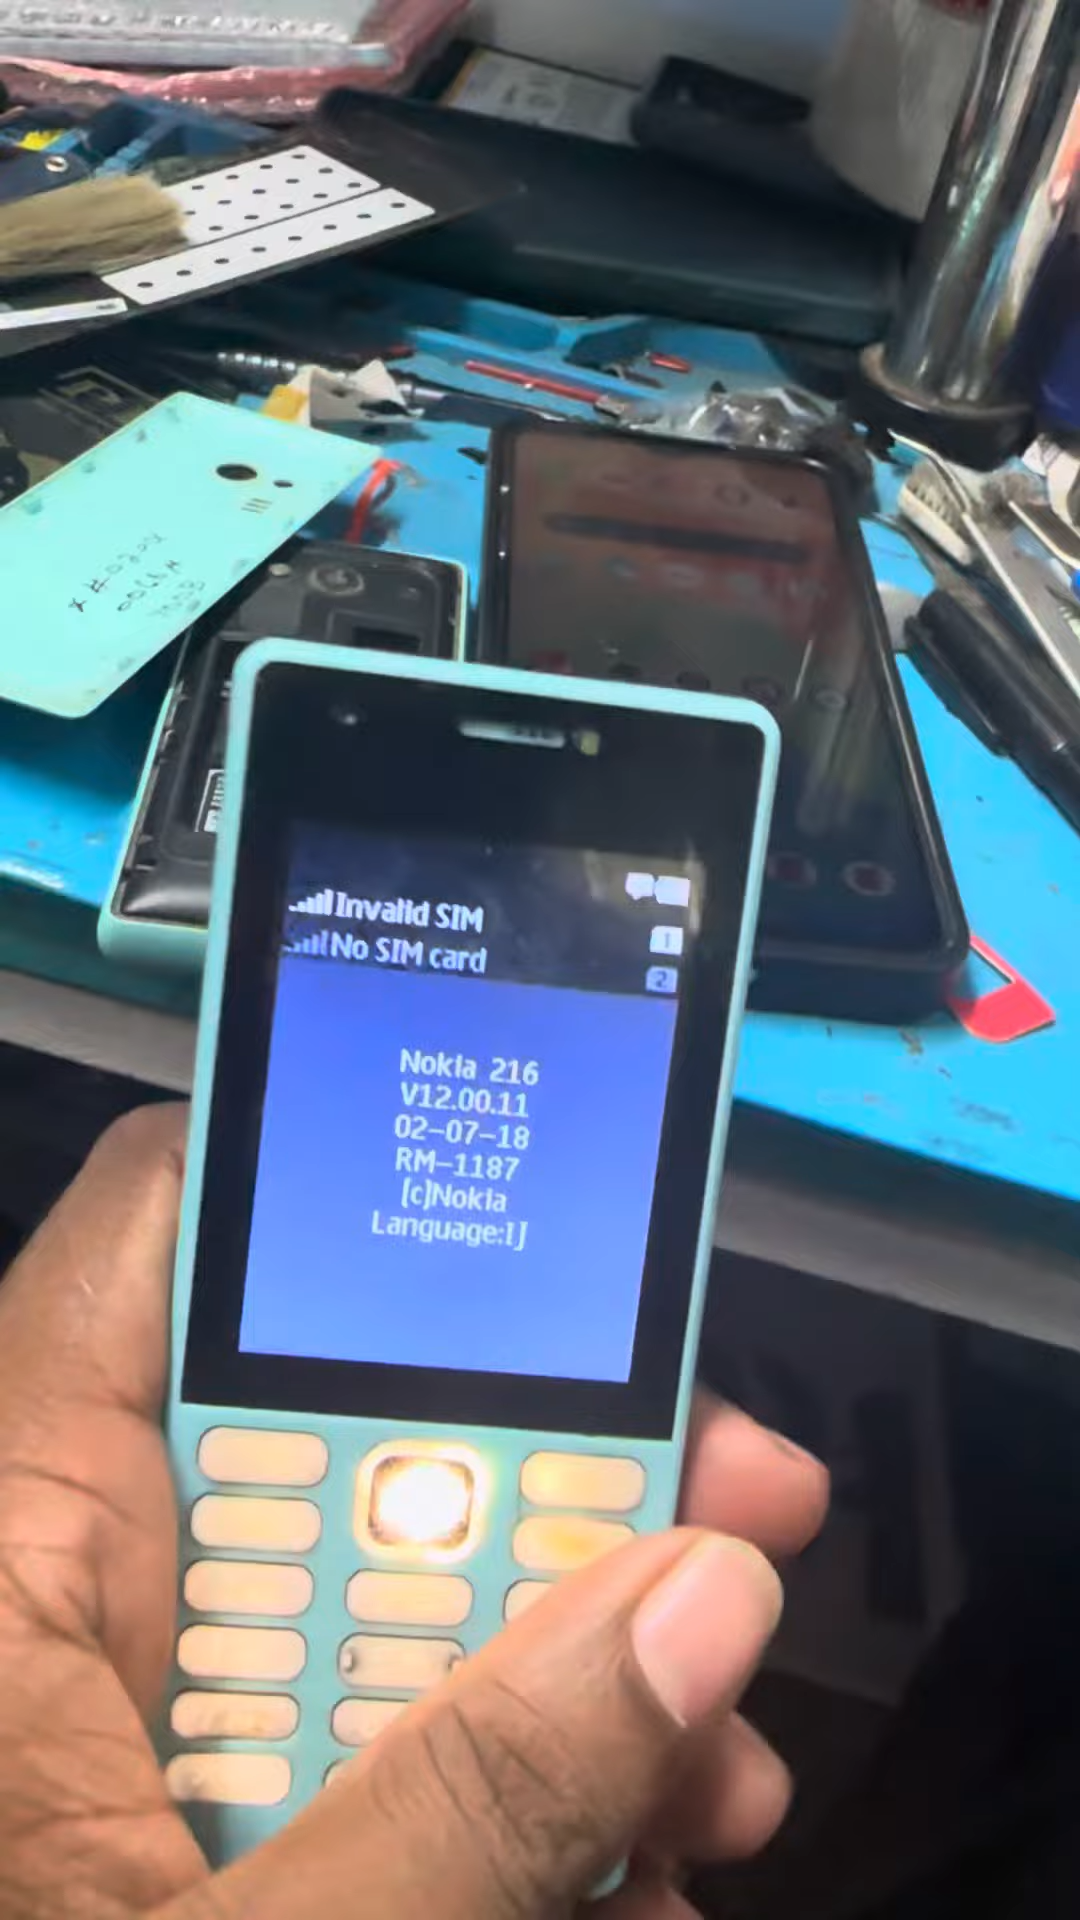 Invalid SIM
1
No SIM card
2
Nokia 216
V12.00.11
02-07-18
RM-1187
[c]Nokia
Language:IJ